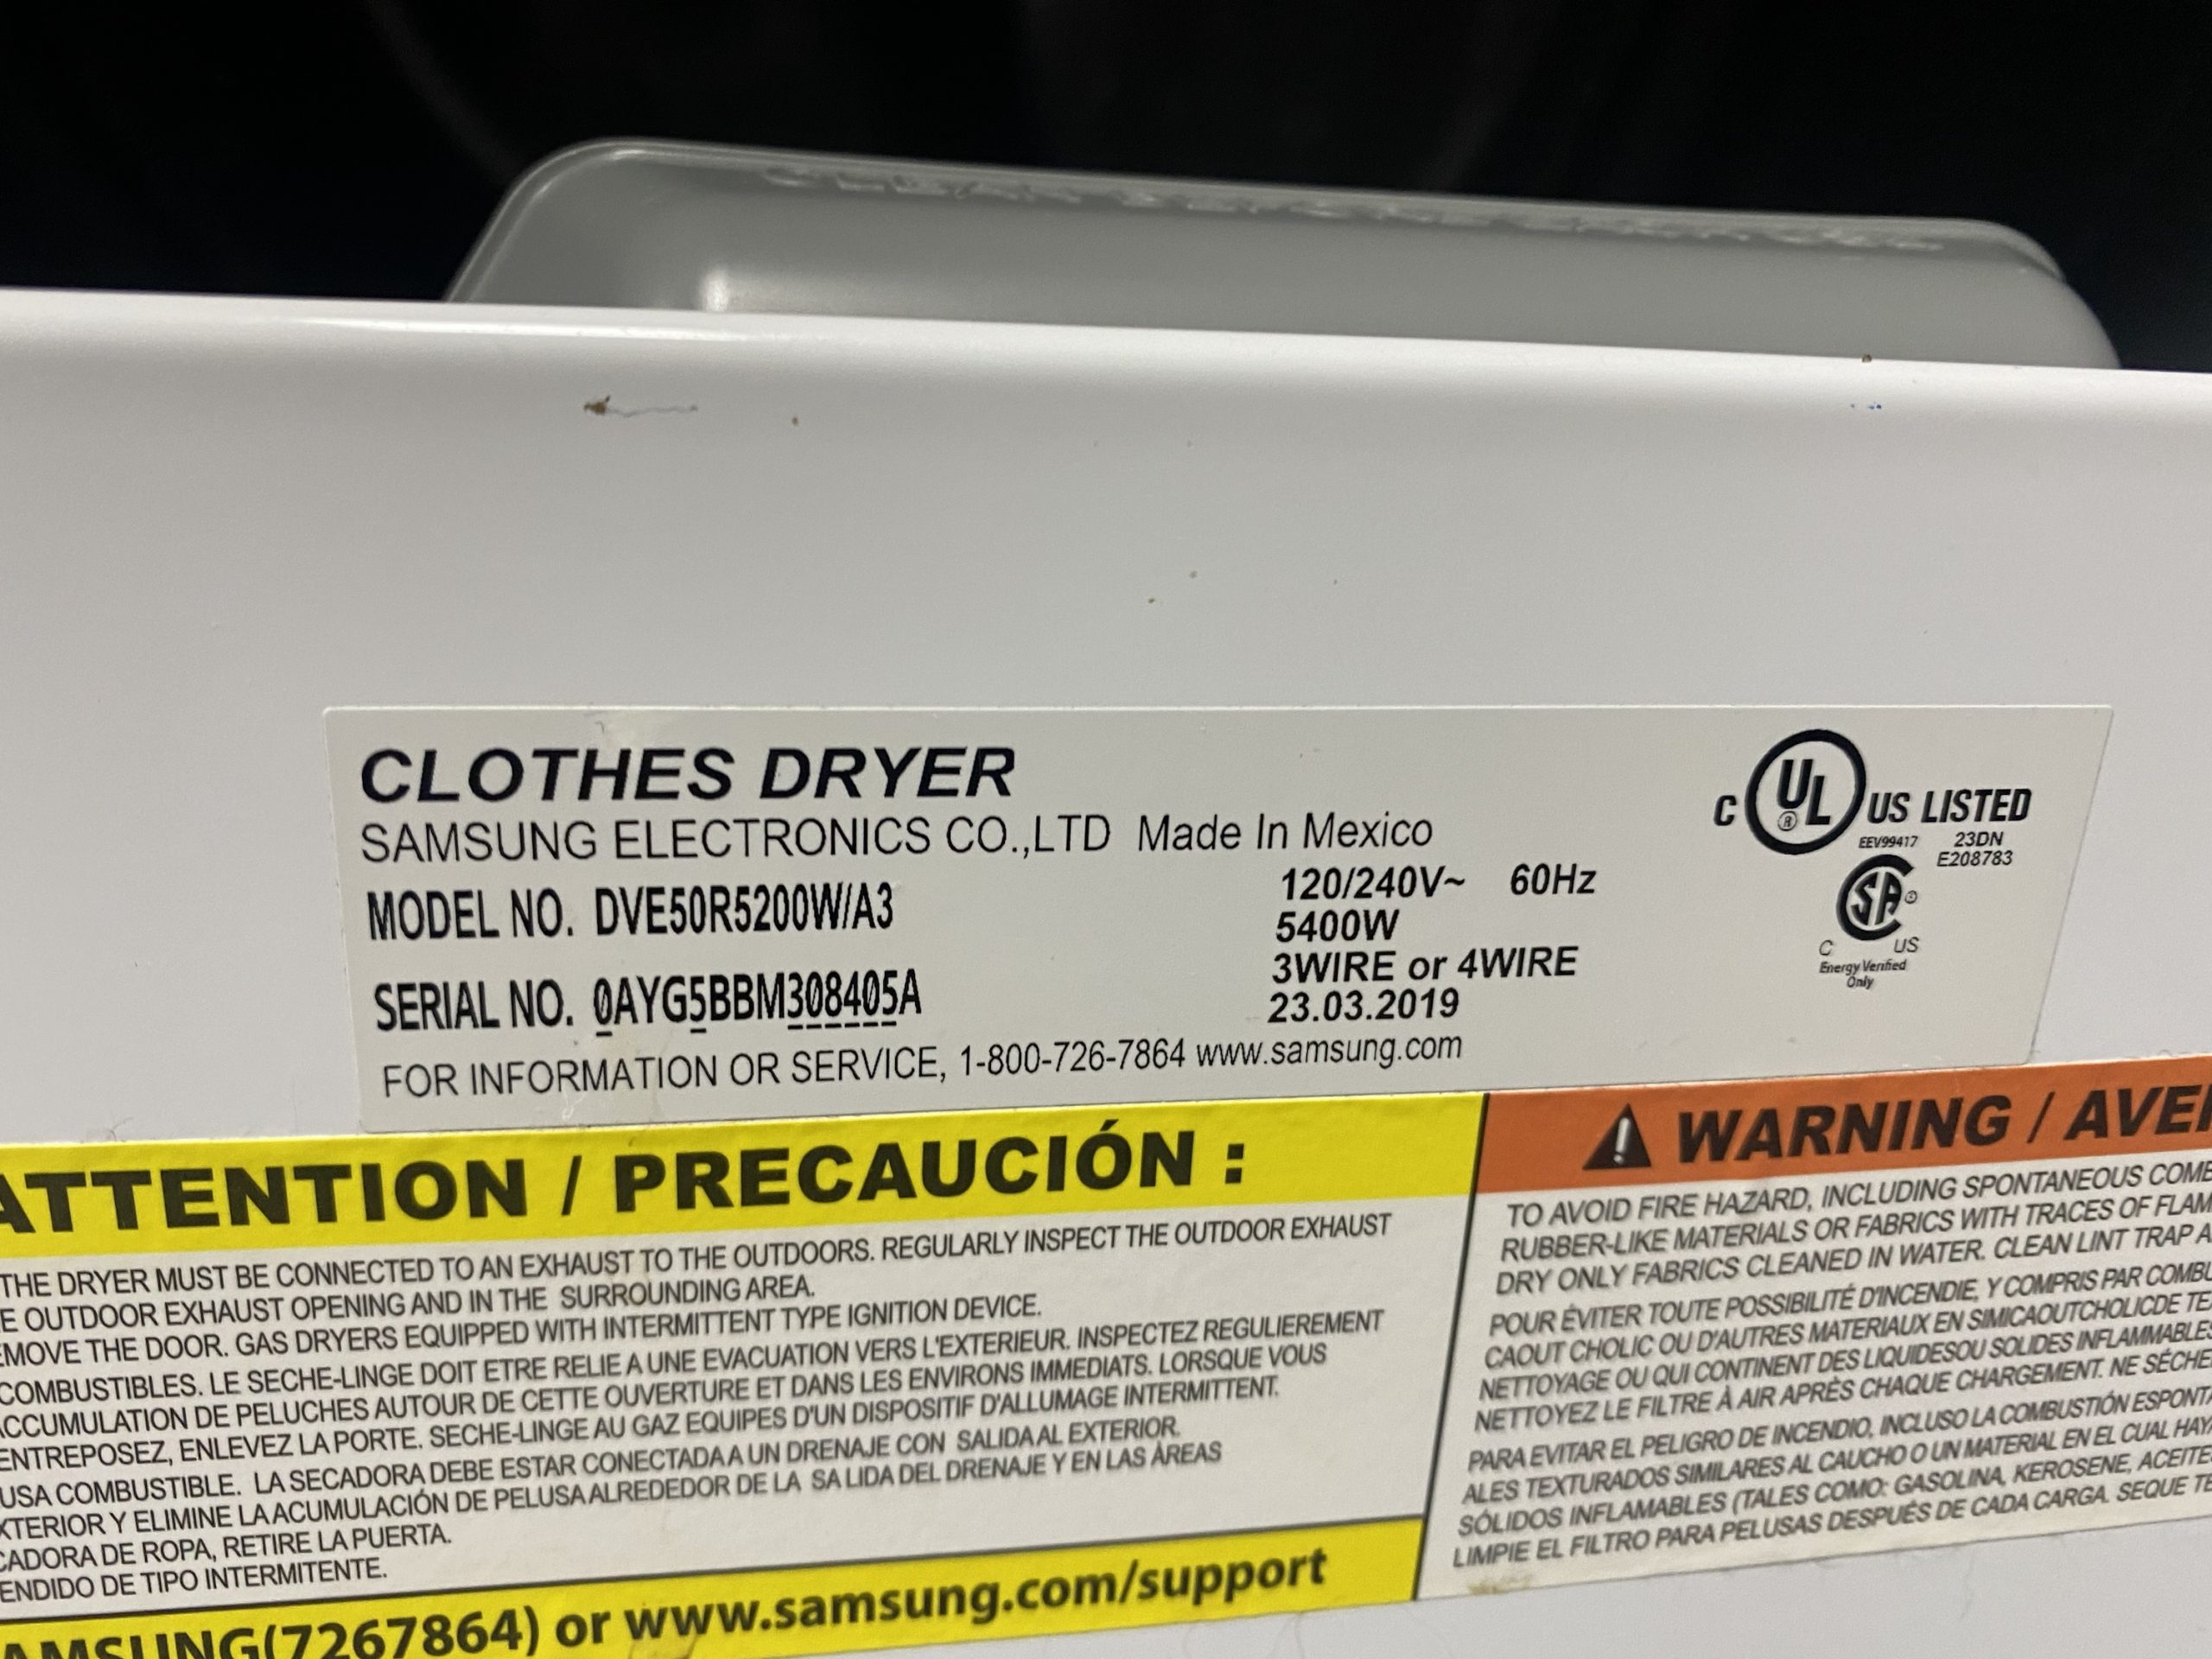 CLOTHES DRYER
SAMSUNG ELECTRONICS CO.,LTD Made In Mexico
MODEL NO. DVE50R5200W/A3
SERIAL NO. 0AYG5BBM308405A
120/240V~ 60Hz
5400W
3WIRE or 4WIRE
23.03.2019
FOR INFORMATION OR SERVICE, 1-800-726-7864 www.samsung.com
C UL ® US LISTED
EEV99417 23DN
E208783
SA
C US
Energy Verified
Only
ATTENTION / PRECAUCIÓN :
THE DRYER MUST BE CONNECTED TO AN EXHAUST TO THE OUTDOORS. REGULARLY INSPECT THE OUTDOOR EXHAUST
E OUTDOOR EXHAUST OPENING AND IN THE SURROUNDING AREA.
EMOVE THE DOOR. GAS DRYERS EQUIPPED WITH INTERMITTENT TYPE IGNITION DEVICE.
COMBUSTIBLES. LE SECHE-LINGE DOIT ETRE RELIE A UNE EVACUATION VERS L'EXTERIEUR. INSPECTEZ REGULIEREMENT
ACCUMULATION DE PELUCHES AUTOUR DE CETTE OUVERTURE ET DANS LES ENVIRONS IMMEDIATS. LORSQUE VOUS
ENTREPOSEZ, ENLEVEZ LA PORTE. SECHE-LINGE AU GAZ EQUIPES D'UN DISPOSITIF D'ALLUMAGE INTERMITTENT.
USA COMBUSTIBLE. LA SECADORA DEBE ESTAR CONECTADA A UN DRENAJE CON SALIDA AL EXTERIOR.
XTERIOR Y ELIMINE LA ACUMULACIÓN DE PELUSA ALREDEDOR DE LA SA LIDA DEL DRENAJE Y EN LAS ÀREAS
CADORA DE ROPA, RETIRE LA PUERTA.
ENDIDO DE TIPO INTERMITENTE.
AMSUNG(7267864) or www.samsung.com/support
WARNING / AVER
TO AVOID FIRE HAZARD, INCLUDING SPONTANEOUS COMB
RUBBER-LIKE MATERIALS OR FABRICS WITH TRACES OF FLAM
DRY ONLY FABRICS CLEANED IN WATER. CLEAN LINT TRAP A
POUR ÉVITER TOUTE POSSIBILITÉ D'INCENDIE, Y COMPRIS PAR COMBU
CAOUT CHOLIC OU D'AUTRES MATERIAUX EN SIMICAOUTCHOLICDE TE
NETTOYAGE OU QUI CONTINENT DES LIQUIDESOU SOLIDES INFLAMMABLES
NETTOYEZ LE FILTRE À AIR APRÈS CHAQUE CHARGEMENT. NE SÉCHE
PARA EVITAR EL PELIGRO DE INCENDIO, INCLUSO LA COMBUSTIÓN ESPONTA
ALES TEXTURADOS SIMILARES AL CAUCHO O UN MATERIAL EN EL CUAL HAYA
SÓLIDOS INFLAMABLES (TALES COMO: GASOLINA, KEROSENE, ACEITE
LIMPIE EL FILTRO PARA PELUSAS DESPUÉS DE CADA CARGA. SEQUE TE